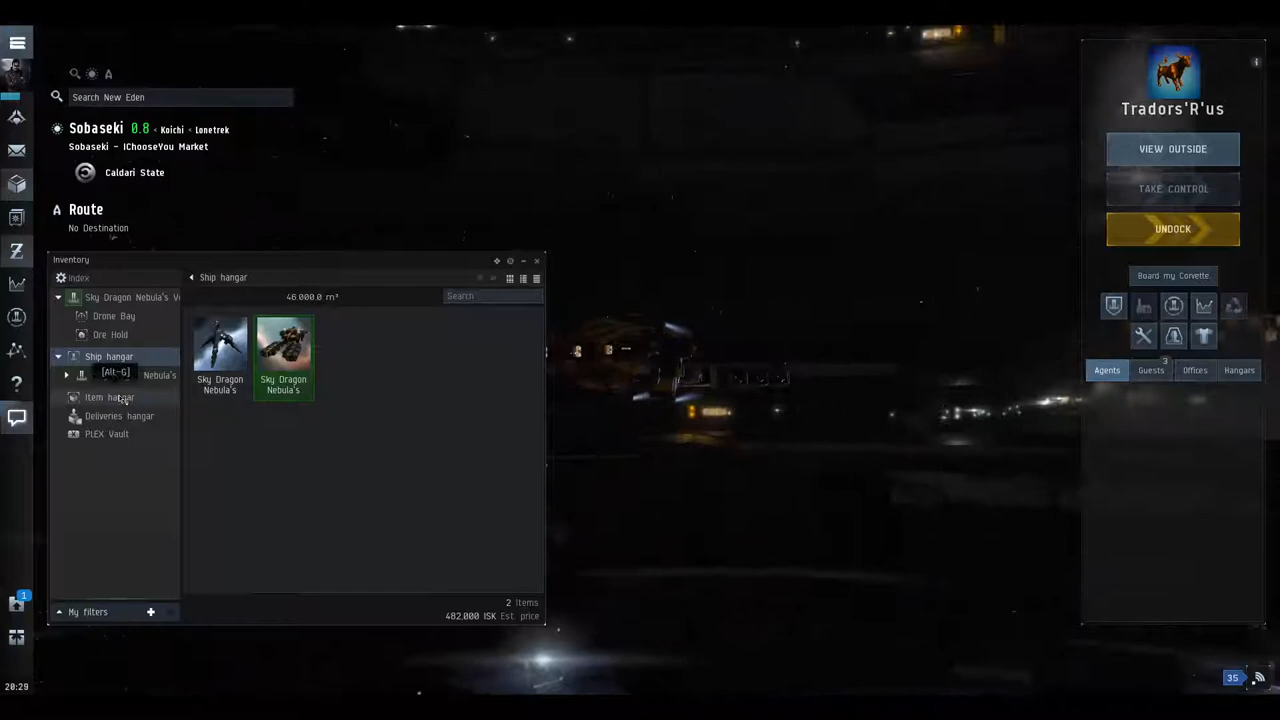 Search New Eden
Sobaseki 0.8 < Koichi < Lonetrek
Sobaseki - IChooseYou Market
Caldari State
Route
No Destination
Inventory
Index
Ship hangar
Sky Dragon Nebula's V
46,000.0 m³
Search
Drone Bay
Ore Hold
Ship hangar
[Alt-G]
Nebula's
Item hangar
Deliveries hangar
PLEX Vault
Sky Dragon
Nebula's
Sky Dragon
Nebula's
My filters
2 Items
482,000 ISK Est. price
Tradors'R'us
VIEW OUTSIDE
TAKE CONTROL
UNDOCK
Board my Corvette.
3
Agents
Guests
Offices
Hangars
1
20:29
35